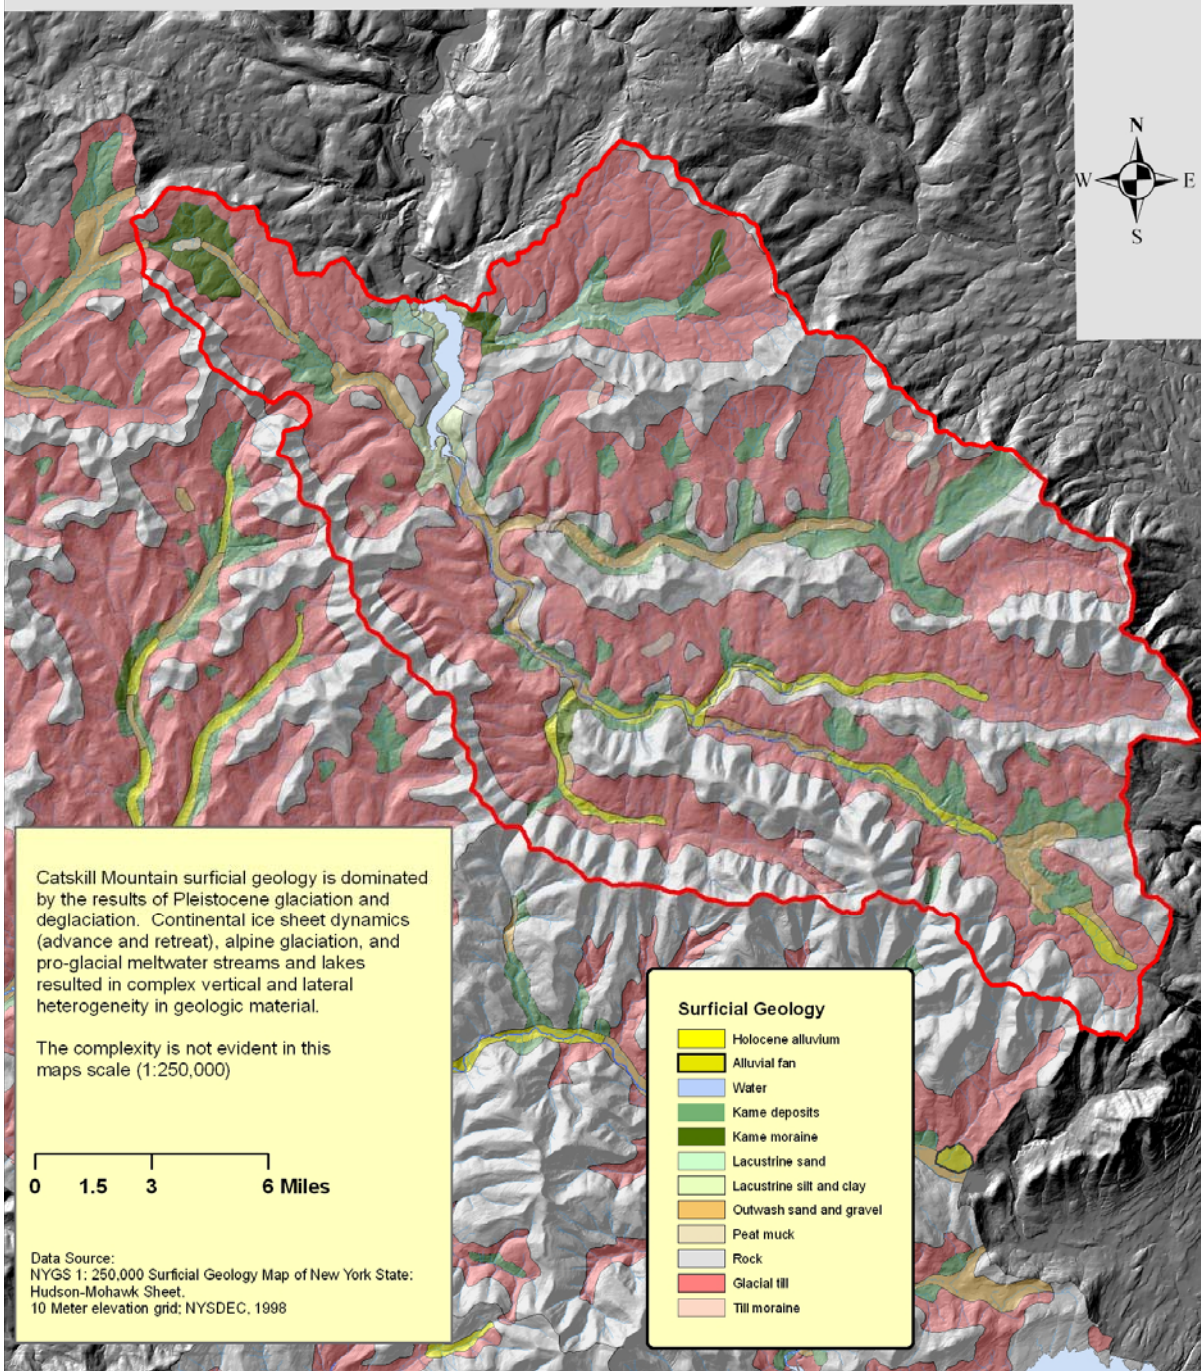 N
W E
S
Catskill Mountain surficial geology is dominated
by the results of Pleistocene glaciation and
deglaciation. Continental ice sheet dynamics
(advance and retreat), alpine glaciation, and
pro-glacial meltwater streams and lakes
resulted in complex vertical and lateral
heterogeneity in geologic material.
The complexity is not evident in this
maps scale (1:250,000)
0 1.5 3 6 Miles
Data Source:
NYGS 1: 250,000 Surficial Geology Map of New York State:
Hudson-Mohawk Sheet.
10 Meter elevation grid; NYSDEC, 1998
Surficial Geology
Holocene alluvium
Alluvial fan
Water
Kame deposits
Kame moraine
Lacustrine sand
Lacustrine silt and clay
Outwash sand and gravel
Peat muck
Rock
Glacial till
Till moraine